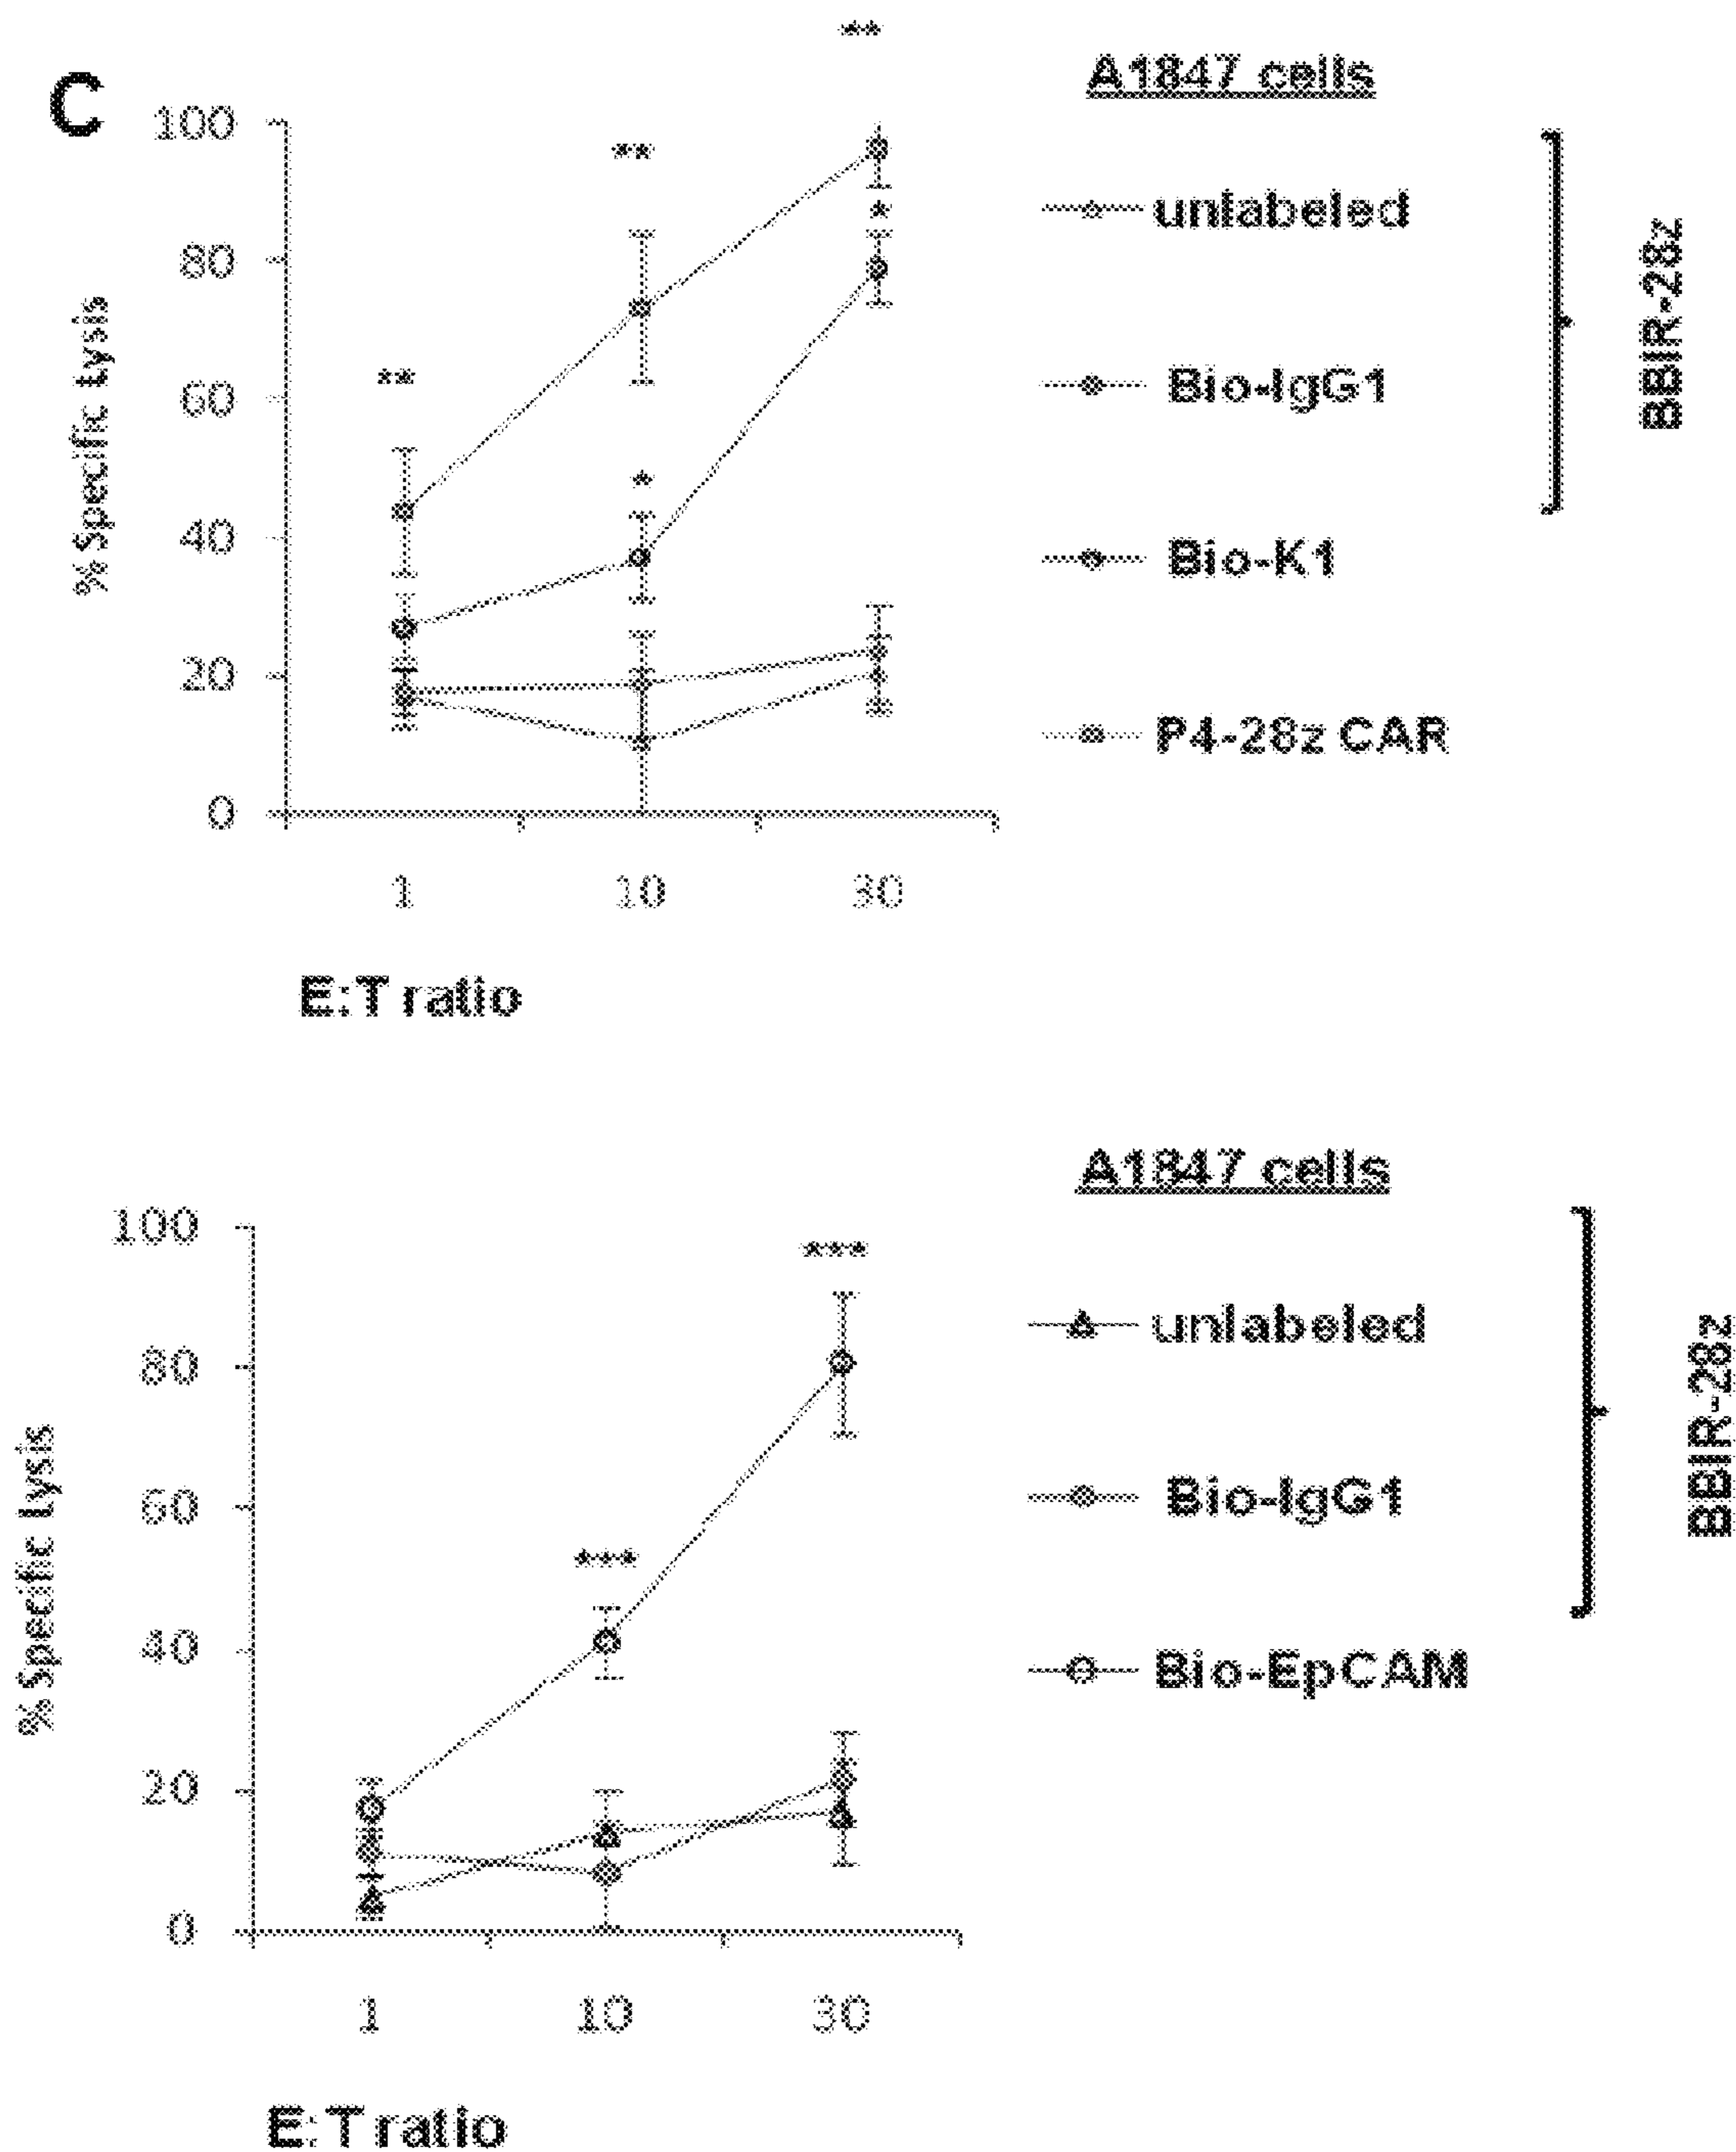 C
**
A1847 cells
100
**
unlabeled
80
*
**
% Specific Lysis
60
Bio-IgG1
BBIR-28z
*
40
Bio-K1
20
P4-28z CAR
0
1 10 30
E:T ratio
A1847 cells
100
***
unlabeled
80
% Specific Lysis
60
***
Bio-IgG1
BBIR-28z
40
Bio-EpCAM
20
0
1 10 30
E:T ratio